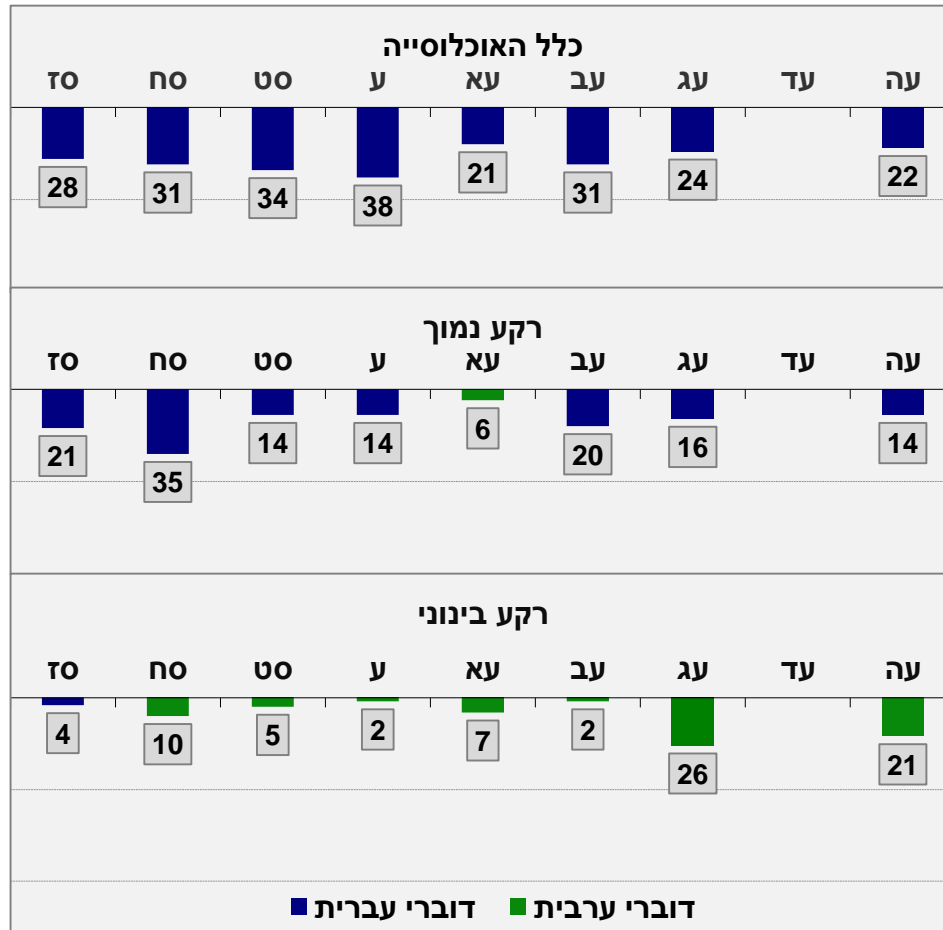 כלל האוכלוסייה
סז סח סט ע עא עב עג עד עה
28 31 34 38 21 31 24 22
רקע נמוך
סז סח סט ע עא עב עג עד עה
21 35 14 14 6 20 16 14
רקע בינוני
סז סח סט ע עא עב עג עד עה
4 10 5 2 7 2 26 21
דוברי עברית דוברי ערבית